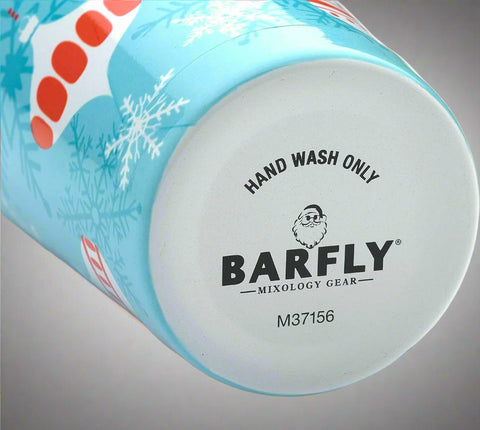 HAND WASH ONLY
BARFLY®
MIXOLOGY GEAR
M37156